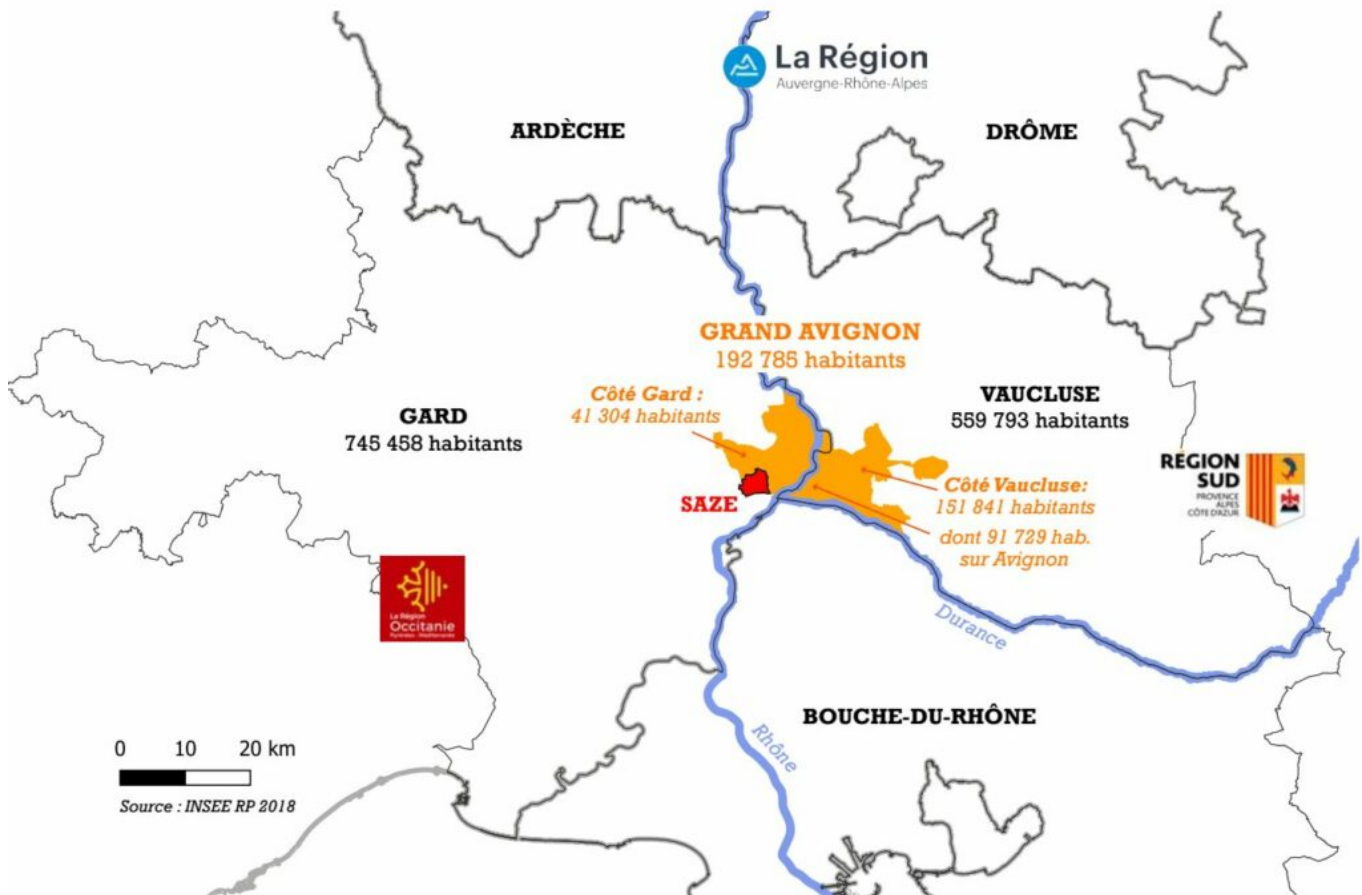 La Région
Auvergne-Rhône-Alpes
ARDÈCHE
DRÔME
GRAND AVIGNON
192 785 habitants
Côté Gard :
41 304 habitants
GARD
745 458 habitants
VAUCLUSE
559 793 habitants
RÉGION
SUD
PROVENCE
ALPES
CÔTE D'AZUR
SAZE
Côté Vaucluse:
151 841 habitants
dont 91 729 hab.
sur Avignon
La Région
Occitanie
Pyrénées - Méditerranée
Durance
BOUCHE-DU-RHÔNE
Rhône
0 10 20 km
Source : INSEE RP 2018